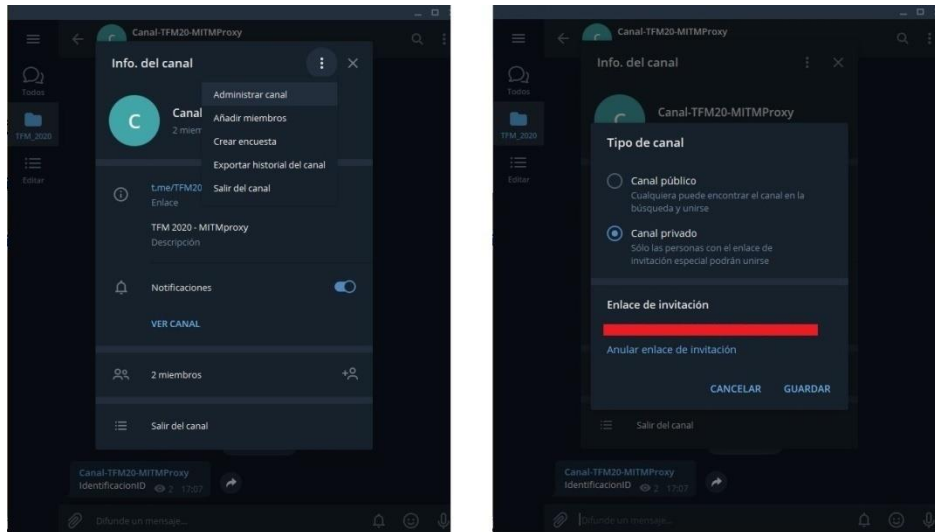 Canal-TFM20-MITMProxy
Info. del canal
Todos
TFM_2020
Editar
Administrar canal
Añadir miembros
Crear encuesta
Exportar historial del canal
Salir del canal
C
Canal
2 miem
t.me/TFM20
Enlace
TFM 2020 - MITMproxy
Descripción
Notificaciones
VER CANAL
2 miembros
Salir del canal
Canal-TFM20-MITMProxy
IdentificacionID 2 17:07
Difunde un mensaje...
Canal-TFM20-MITMProxy
Info. del canal
Todos
TFM_2020
Editar
C
Canal-TFM20-MITMProxy
Tipo de canal
Canal público
Cualquiera puede encontrar el canal en la
búsqueda y unirse
Canal privado
Sólo las personas con el enlace de
invitación especial podrán unirse
Enlace de invitación
Anular enlace de invitación
CANCELAR GUARDAR
Salir del canal
Canal-TFM20-MITMProxy
IdentificacionID 2 17:07
Difunde un mensaje...